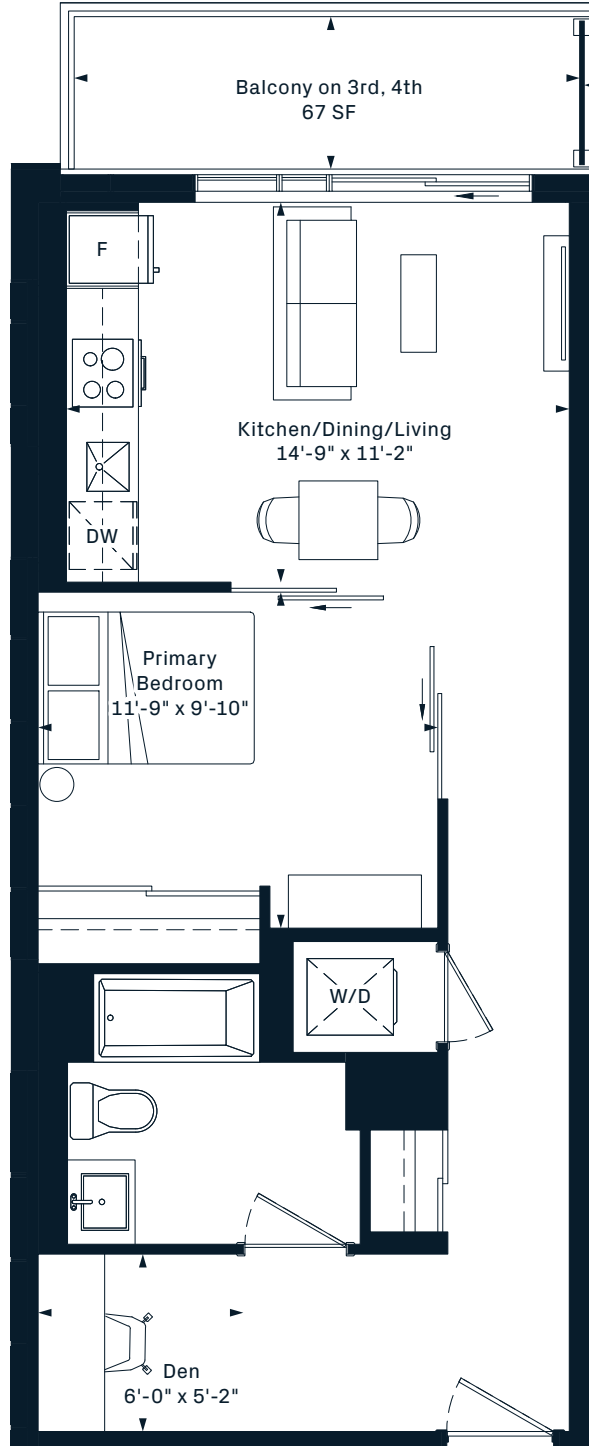 Balcony on 3rd, 4th
67 SF
F
Kitchen/Dining/Living
14'-9" x 11'-2"
DW
Primary
Bedroom
11'-9" x 9'-10"
W/D
Den
6'-0" x 5'-2"